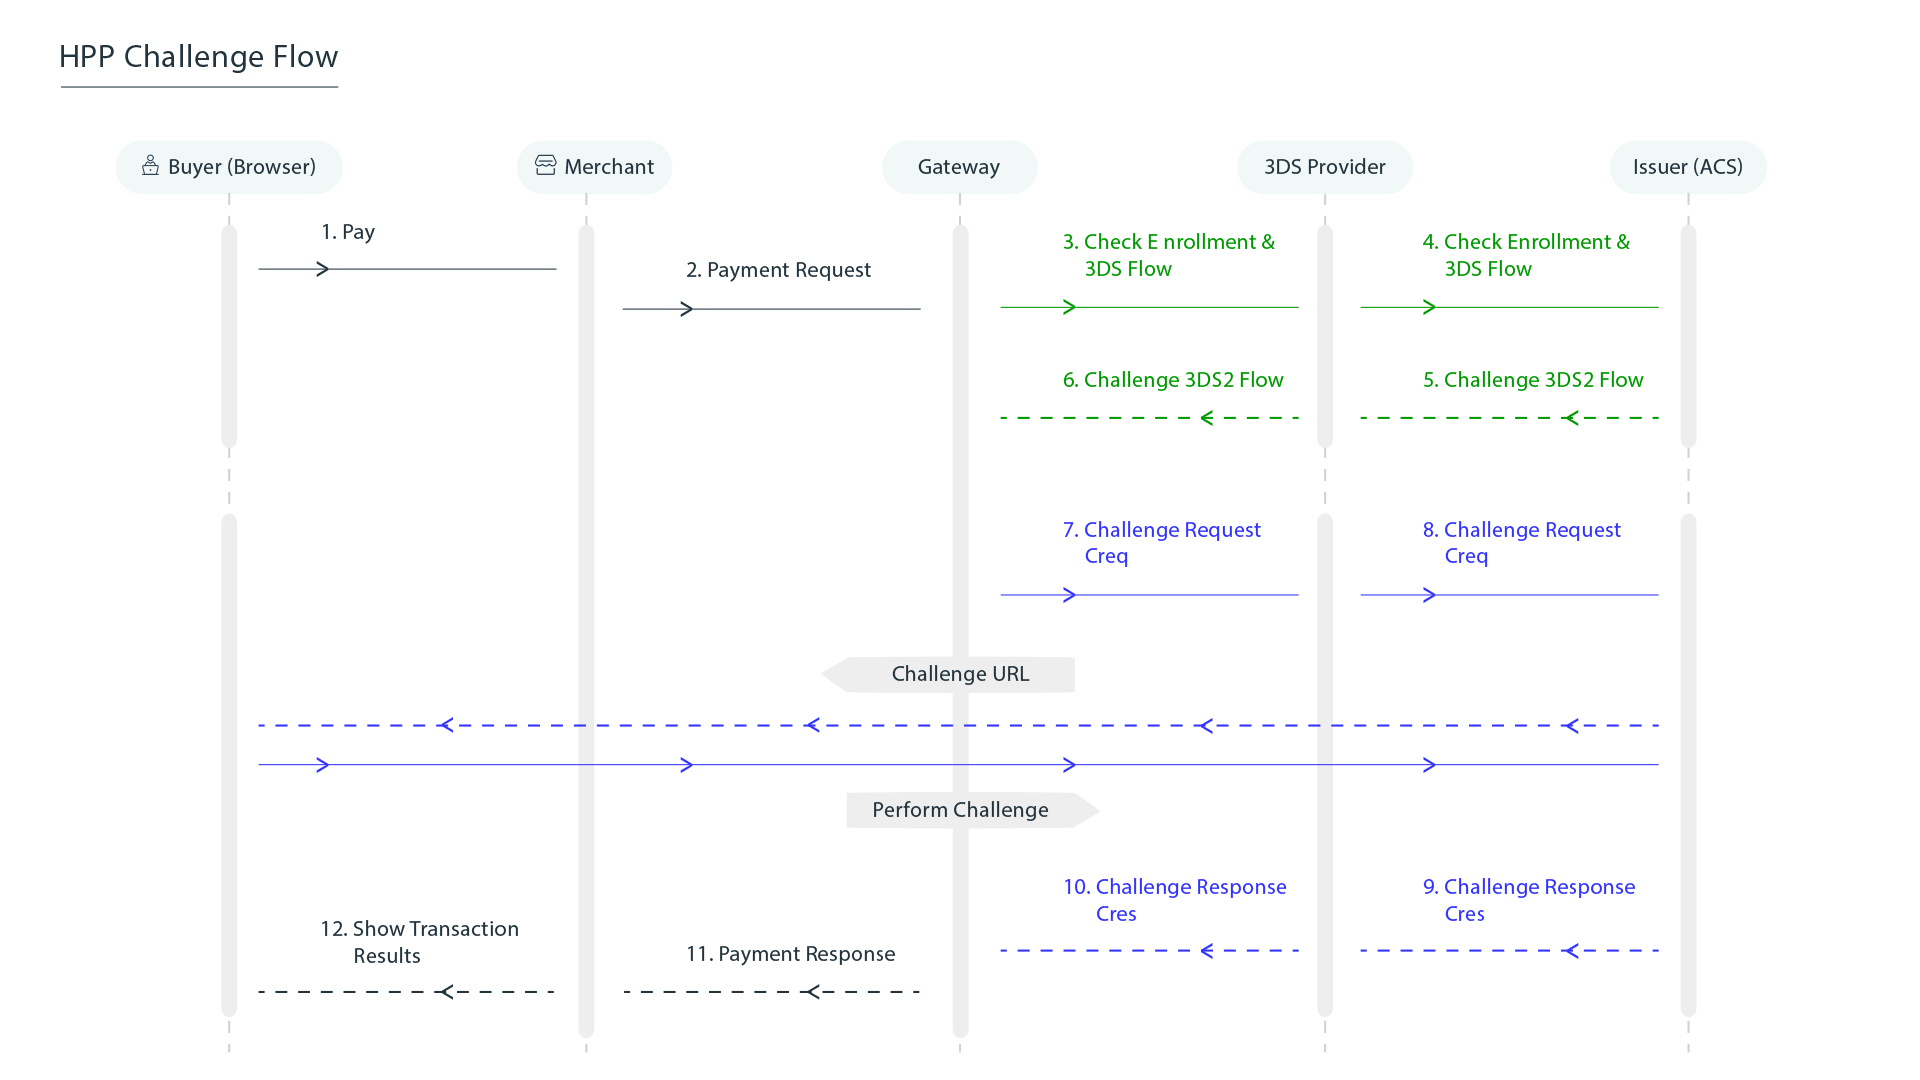 HPP Challenge Flow
Buyer (Browser)
Merchant
Gateway
3DS Provider
Issuer (ACS)
1. Pay
2. Payment Request
3. Check E nrollment &
3DS Flow
4. Check Enrollment &
3DS Flow
6. Challenge 3DS2 Flow
5. Challenge 3DS2 Flow
7. Challenge Request
Creq
8. Challenge Request
Creq
Challenge URL
Perform Challenge
10. Challenge Response
Cres
9. Challenge Response
Cres
12. Show Transaction
Results
11. Payment Response